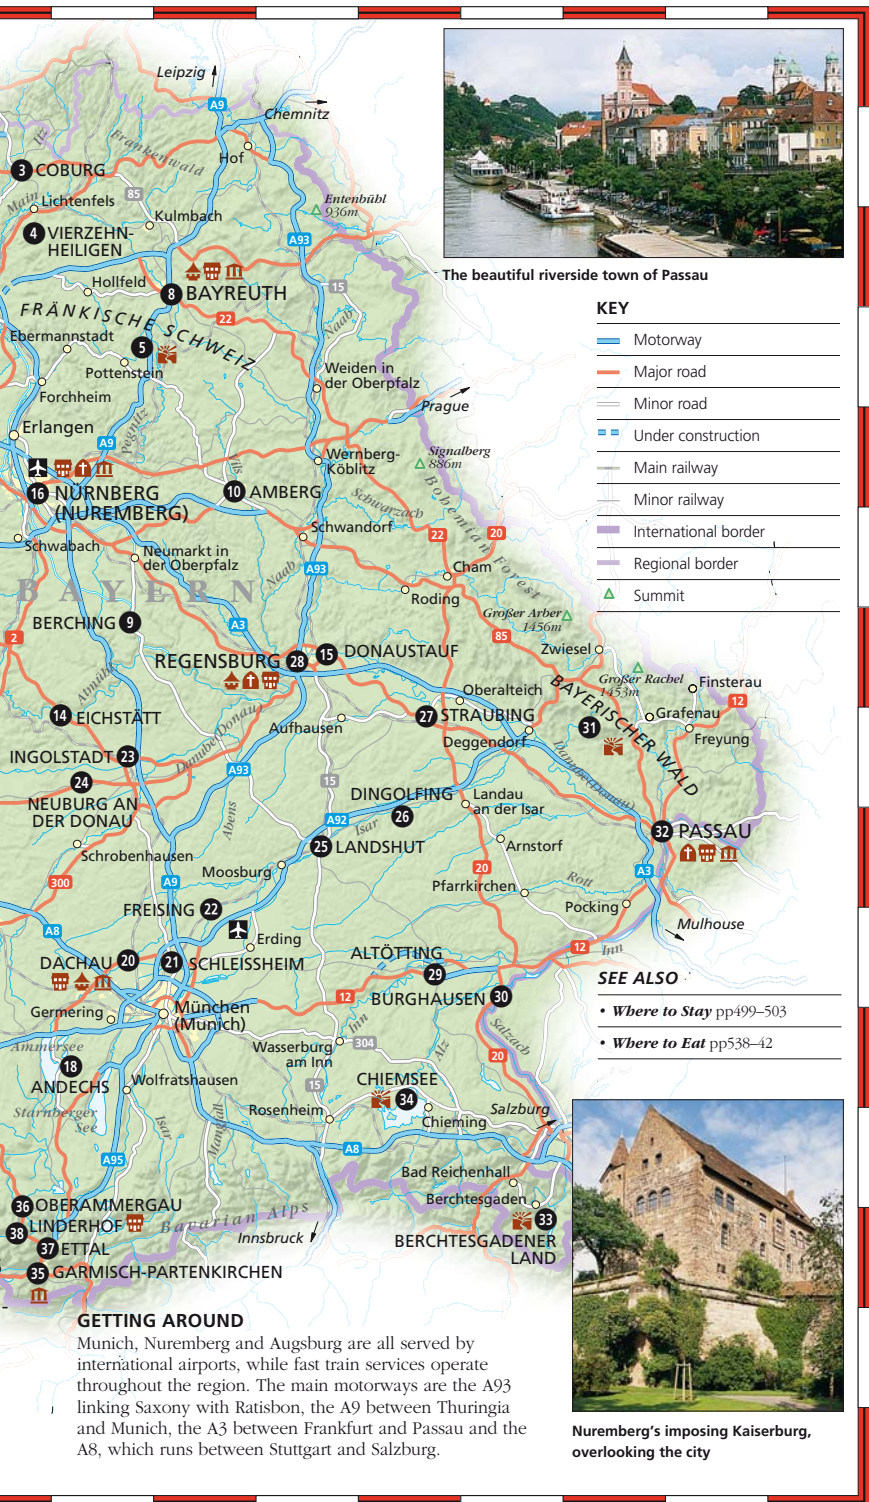 Leipzig
A9
Chemnitz
Ilz
Frankenwald
Hof
3 COBURG
85
Main
Lichtenfels
Entenbühl
936m
Kulmbach
4 VIERZEHN-
HEILIGEN
A93
The beautiful riverside town of Passau
Hollfeld
8 BAYREUTH
15
KEY
FRÄNKISCHE SCHWEIZ
22
Naab
Ebermannstadt
5
Motorway
Pottenstein
Weiden in
der Oberpfalz
Major road
Forchheim
Prague
Minor road
Erlangen
Pegnitz
A9
Under construction
Vils
Wernberg-
Köblitz
Signalberg
886m
Main railway
16 NÜRNBERG
(NUREMBERG)
10 AMBERG
Schwarzach
Bohemian Forest
Minor railway
Schwabach
Schwandorf
22
20
International border
Neumarkt in
der Oberpfalz
Naab
A93
Cham
Regional border
BAYERN
Roding
Summit
BERCHING 9
A3
Großer Arber
1456m
2
85
REGENSBURG 28
15 DONAUSTAUF
Zwiesel
Altmühl
Großer Rachel
1453m
Finsterau
Oberalteich
BAYERISCHER WALD
12
14 EICHSTÄTT
Danube (Donau)
Aufhausen
27 STRAUBING
31
Grafenau
Deggendorf
Freyung
INGOLSTADT 23
A93
Danube (Donau)
24
NEUBURG AN
DER DONAU
15
DINGOLFING
26
Landau
an der Isar
Abens
A92
Isar
32 PASSAU
Schrobenhausen
25 LANDSHUT
Arnstorf
Moosburg
300
A9
20
A3
Pfarrkirchen
Rott
FREISING 22
Pocking
A8
Mulhouse
Erding
12
Inn
DACHAU 20
21 SCHLEISSHEIM
ALTÖTTING
29
SEE ALSO
12
BURGHAUSEN 30
Germering
München
(Munich)
• Where to Stay pp499–503
Inn
Salzach
Ammersee
Wasserburg
am Inn
304
Alz
20
• Where to Eat pp538–42
18
ANDECHS
Wolfratshausen
15
CHIEMSEE
34
Starnberger
See
Isar
Mangfall
Rosenheim
Chieming
Salzburg
A95
A8
Bad Reichenhall
36 OBERAMMERGAU
Berchtesgaden
38 LINDERHOF
Bavarian Alps
33
37 ETTAL
Innsbruck
BERCHTESGADENER
LAND
35 GARMISCH-PARTENKIRCHEN
GETTING AROUND
Munich, Nuremberg and Augsburg are all served by
international airports, while fast train services operate
throughout the region. The main motorways are the A93
linking Saxony with Ratisbon, the A9 between Thuringia
and Munich, the A3 between Frankfurt and Passau and the
A8, which runs between Stuttgart and Salzburg.
Nuremberg's imposing Kaiserburg,
overlooking the city